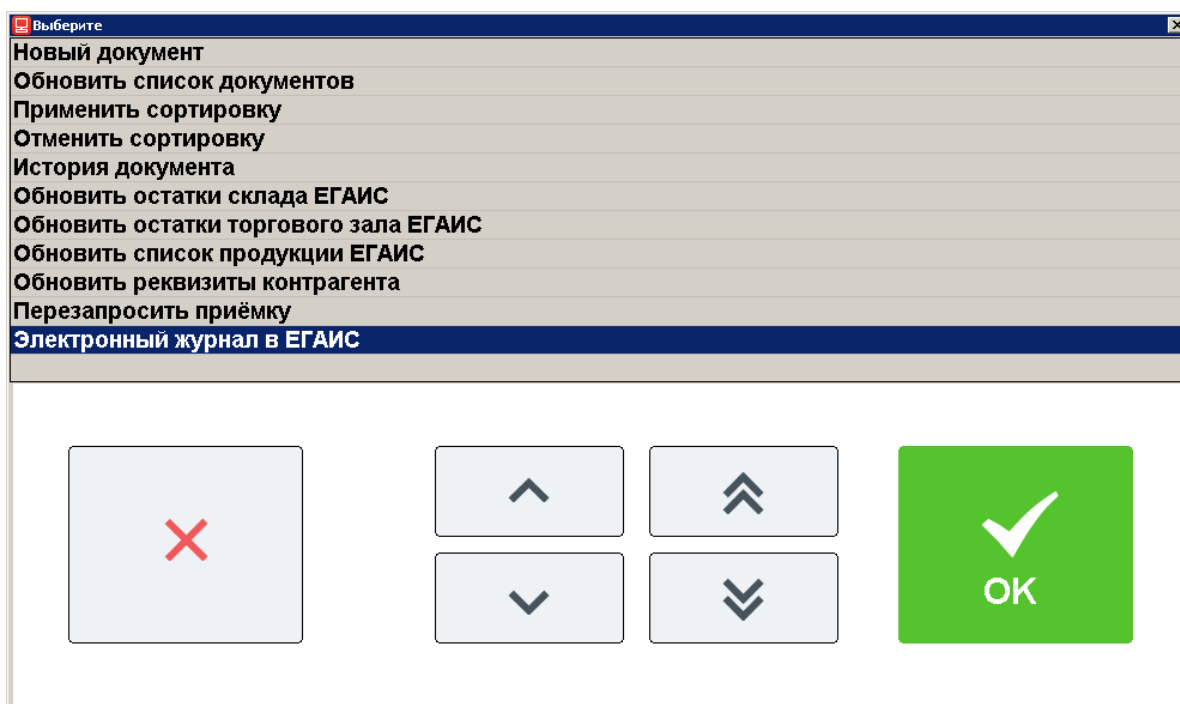 Выберите
Новый документ
Обновить список документов
Применить сортировку
Отменить сортировку
История документа
Обновить остатки склада ЕГАИС
Обновить остатки торгового зала ЕГАИС
Обновить список продукции ЕГАИС
Обновить реквизиты контрагента
Перезапросить приёмку
Электронный журнал в ЕГАИС
ОК